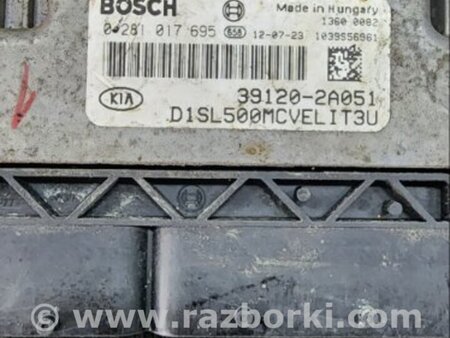 BOSCH
Made in Hungary
1360 0082
0 281 017 695 858 12-07-23 1039S56961
KIA
39120-2A051
D1SL500MCVELIT3U
© www.razborki.com/